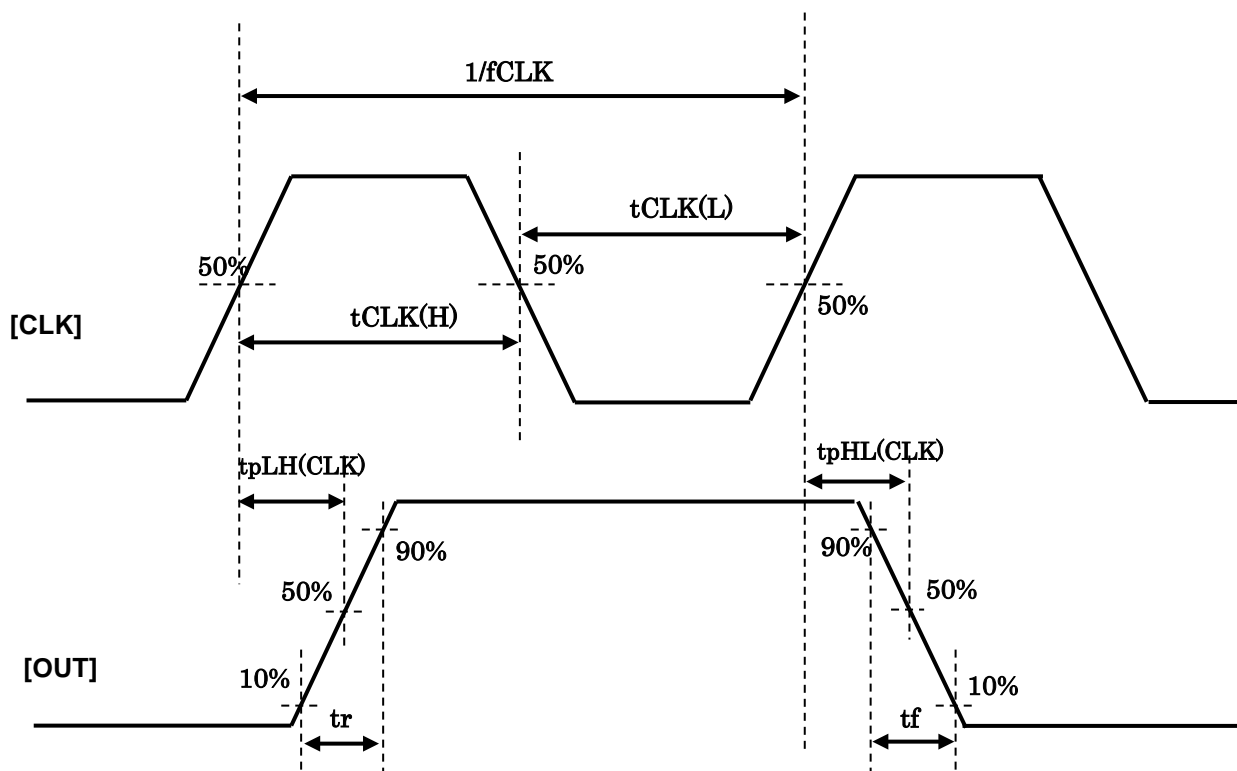 1/fCLK
tCLK(L)
50%
50%
50%
tCLK(H)
[CLK]
tpLH(CLK)
tpHL(CLK)
90%
90%
50%
50%
[OUT]
10%
10%
tr
tf